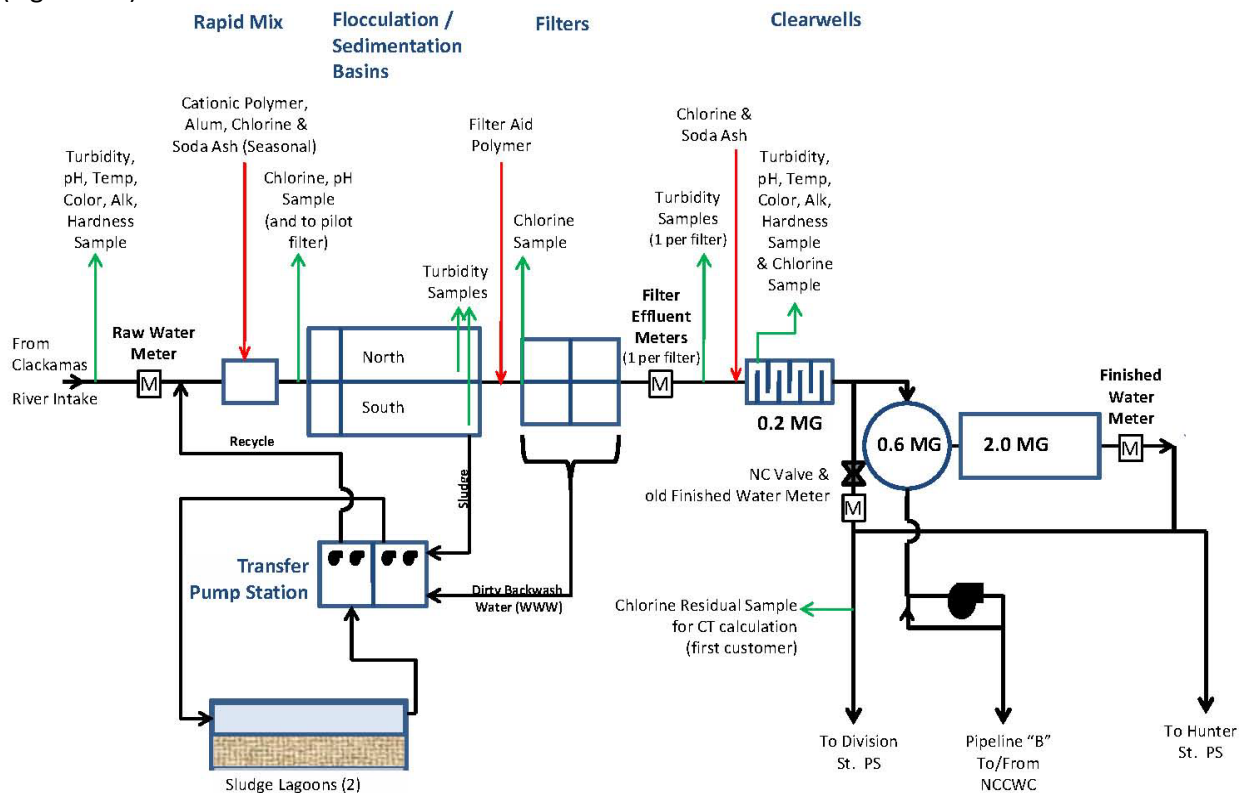 Rapid Mix
Flocculation /
Sedimentation
Basins
Filters
Clearwells
Cationic Polymer,
Alum, Chlorine &
Soda Ash (Seasonal)
Turbidity,
pH, Temp,
Color, Alk,
Hardness
Sample
Chlorine, pH
Sample
(and to pilot
filter)
Filter Aid
Polymer
Chlorine
Sample
Turbidity
Samples
Chlorine &
Soda Ash
Turbidity
Samples
(1 per filter)
Turbidity,
pH, Temp,
Color, Alk,
Hardness
Sample
& Chlorine
Sample
From
Clackamas
River Intake
Raw Water
Meter
M
North
South
Filter
Effluent
Meters
(1 per filter)
M
0.2 MG
0.6 MG
2.0 MG
Finished
Water
Meter
M
Recycle
Sludge
NC Valve &
old Finished Water Meter
M
Transfer
Pump Station
Dirty Backwash
Water (WWW)
Chlorine Residual Sample
for CT calculation
(first customer)
Sludge Lagoons (2)
To Division
St. PS
Pipeline “B”
To/From
NCCWC
To Hunter
St. PS